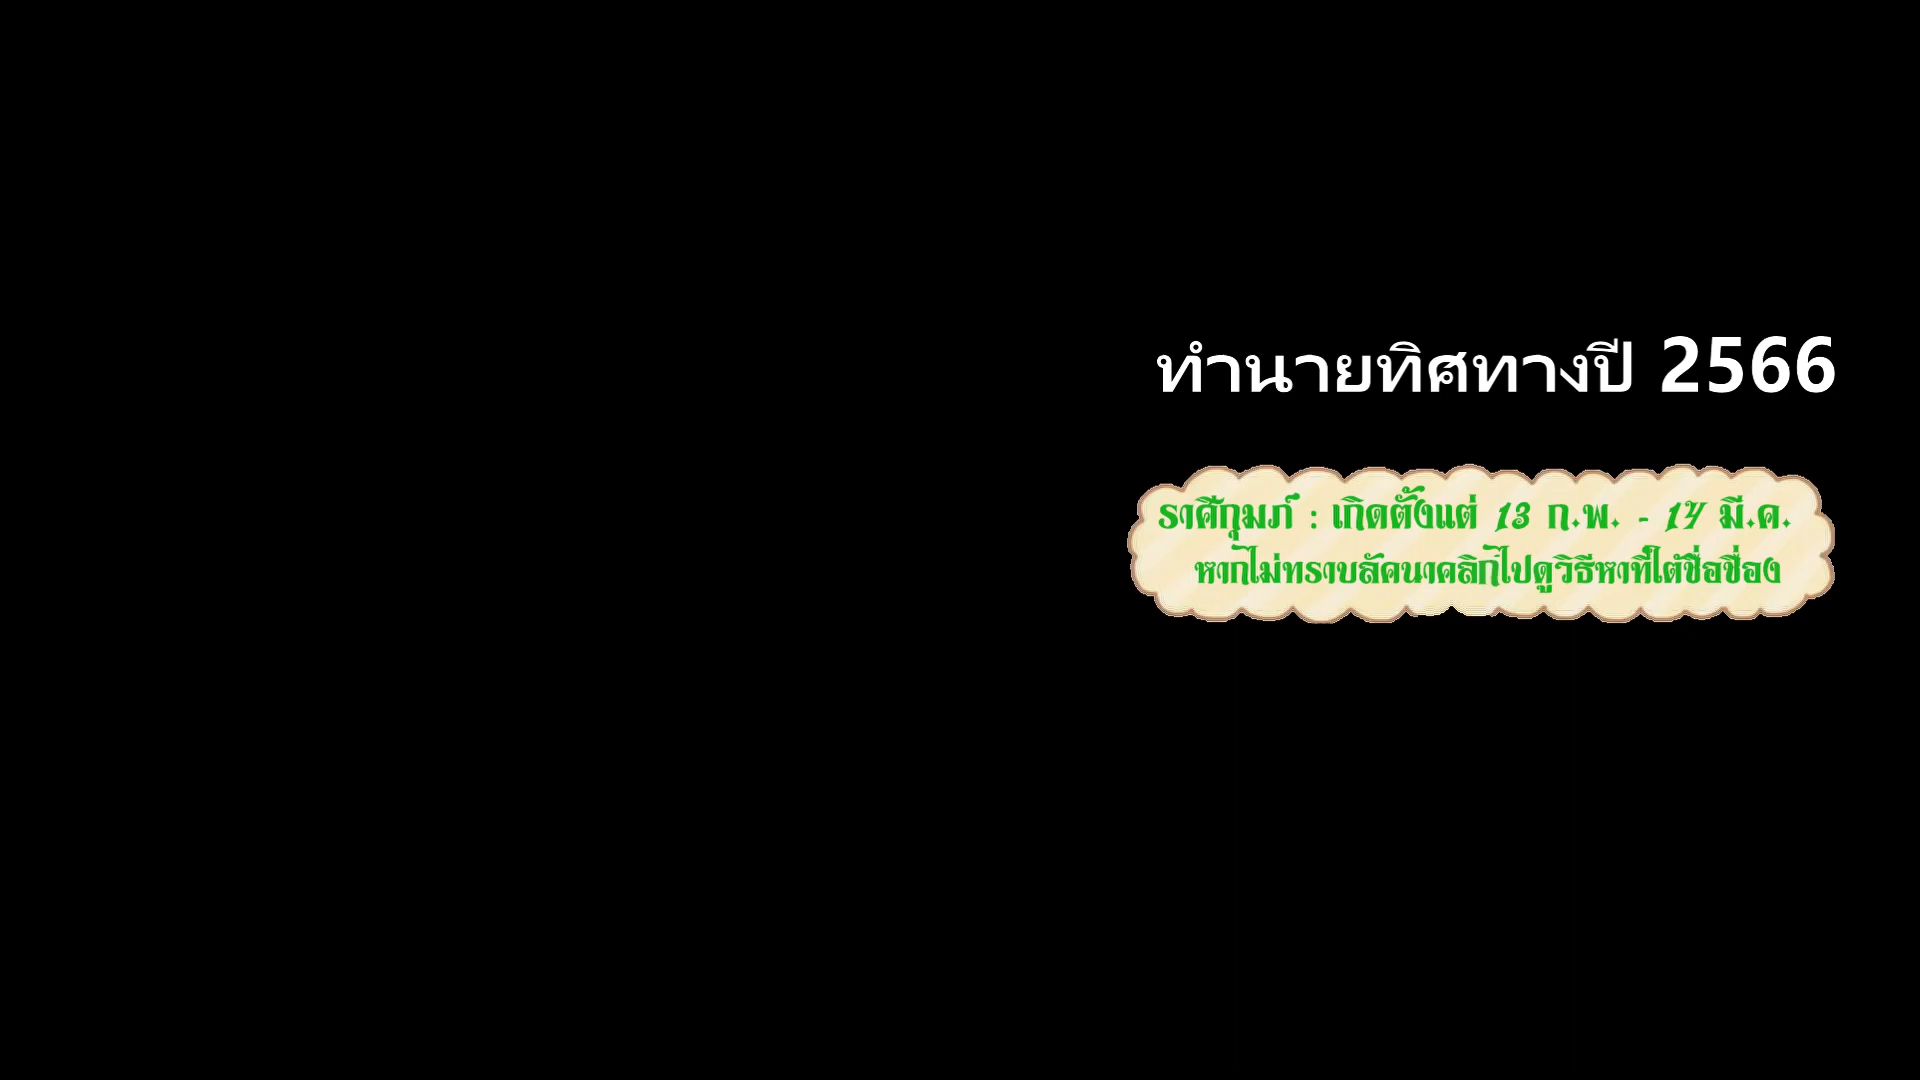 ทำนายทิศทางปี 2566
ราศีกุมภ์ : เกิดตั้งแต่ 13 ก.พ. - 14 มี.ค.
หากไม่ทราบลัคนาคลิกไปดูวิธีหาที่ใต้ชื่อช่อง